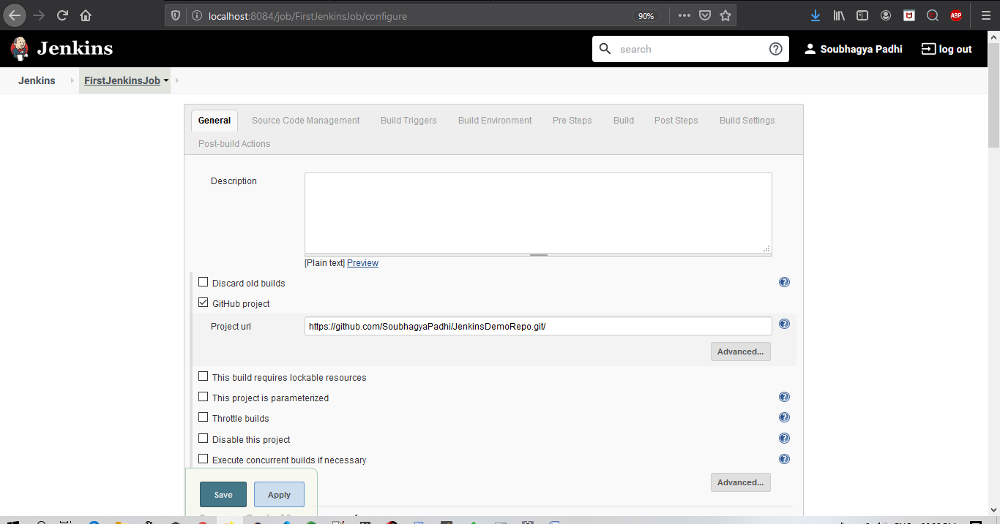 localhost:8084/job/FirstJenkinsJob/configure 90%
ABP
Jenkins search Soubhagya Padhi log out
Jenkins FirstJenkinsJob
General Source Code Management Build Triggers Build Environment Pre Steps Build Post Steps Build Settings
Post-build Actions
Description
[Plain text] Preview
Discard old builds
GitHub project
Project url https://github.com/SoubhagyaPadhi/JenkinsDemoRepo.git/
Advanced...
This build requires lockable resources
This project is parameterized
Throttle builds
Disable this project
Execute concurrent builds if necessary
Advanced...
Save Apply